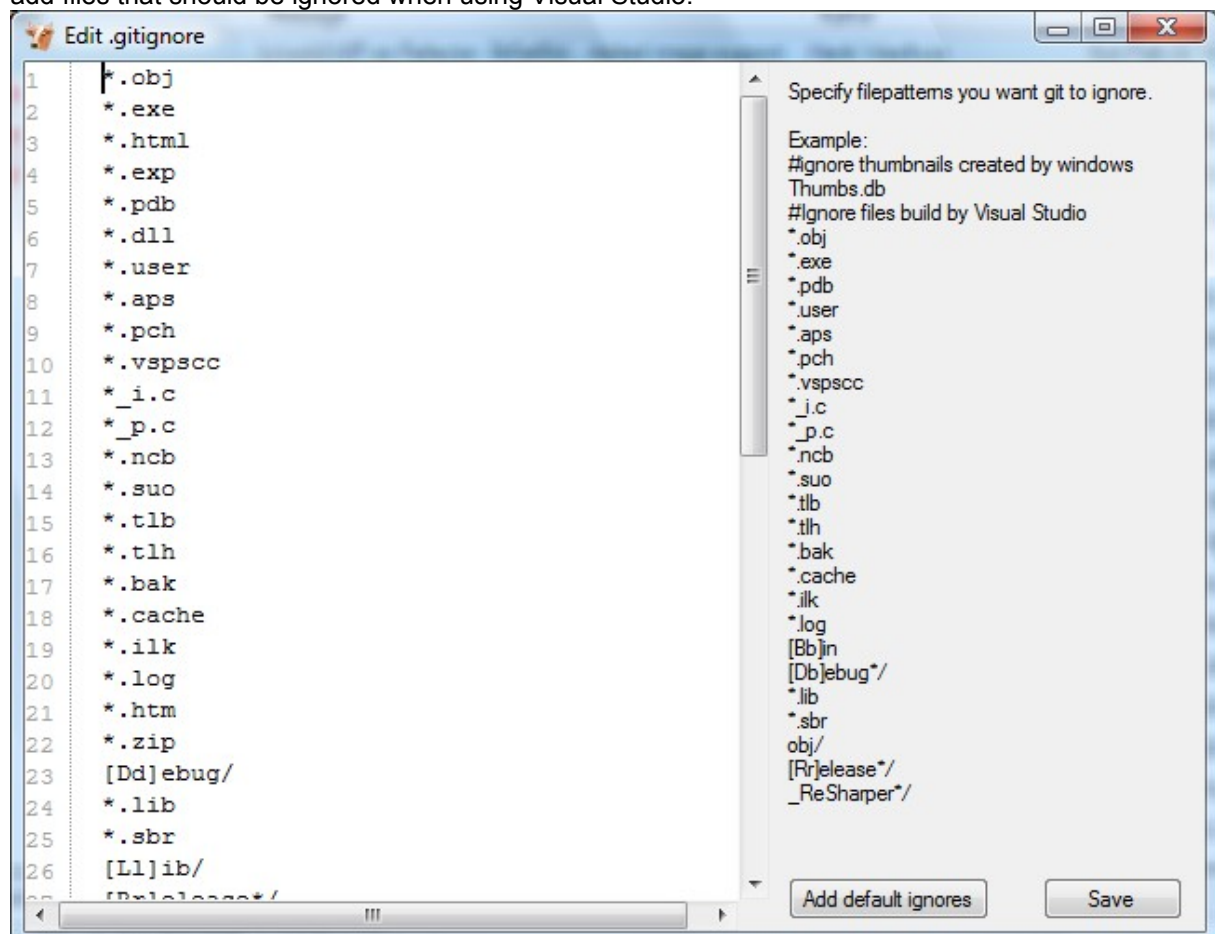 add files that should be ignored when using Visual Studio.
Edit .gitignore
1 *.obj
2 *.exe
3 *.html
4 *.exp
5 *.pdb
6 *.dll
7 *.user
8 *.aps
9 *.pch
10 *.vspscc
11 *_i.c
12 *_p.c
13 *.ncb
14 *.suo
15 *.tlb
16 *.tlh
17 *.bak
18 *.cache
19 *.ilk
20 *.log
21 *.htm
22 *.zip
23 [Dd]ebug/
24 *.lib
25 *.sbr
26 [Ll]ib/
[Rr]elease*/
Specify filepatterns you want git to ignore.
Example:
#ignore thumbnails created by windows
Thumbs.db
#Ignore files build by Visual Studio
*.obj
*.exe
*.pdb
*.user
*.aps
*.pch
*.vspscc
*_i.c
*_p.c
*.ncb
*.suo
*.tlb
*.tlh
*.bak
*.cache
*.ilk
*.log
[Bb]in
[Db]ebug*/
*.lib
*.sbr
obj/
[Rr]elease*/
_ReSharper*/
Add default ignores
Save